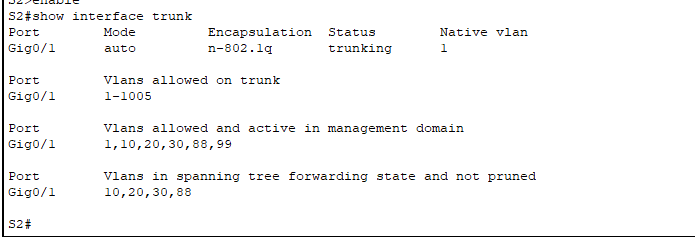 S2>enable
S2#show interface trunk
Port        Mode         Encapsulation  Status        Native vlan
Gig0/1      auto         n-802.1q       trunking      1
Port        Vlans allowed on trunk
Gig0/1      1-1005
Port        Vlans allowed and active in management domain
Gig0/1      1,10,20,30,88,99
Port        Vlans in spanning tree forwarding state and not pruned
Gig0/1      10,20,30,88
S2#